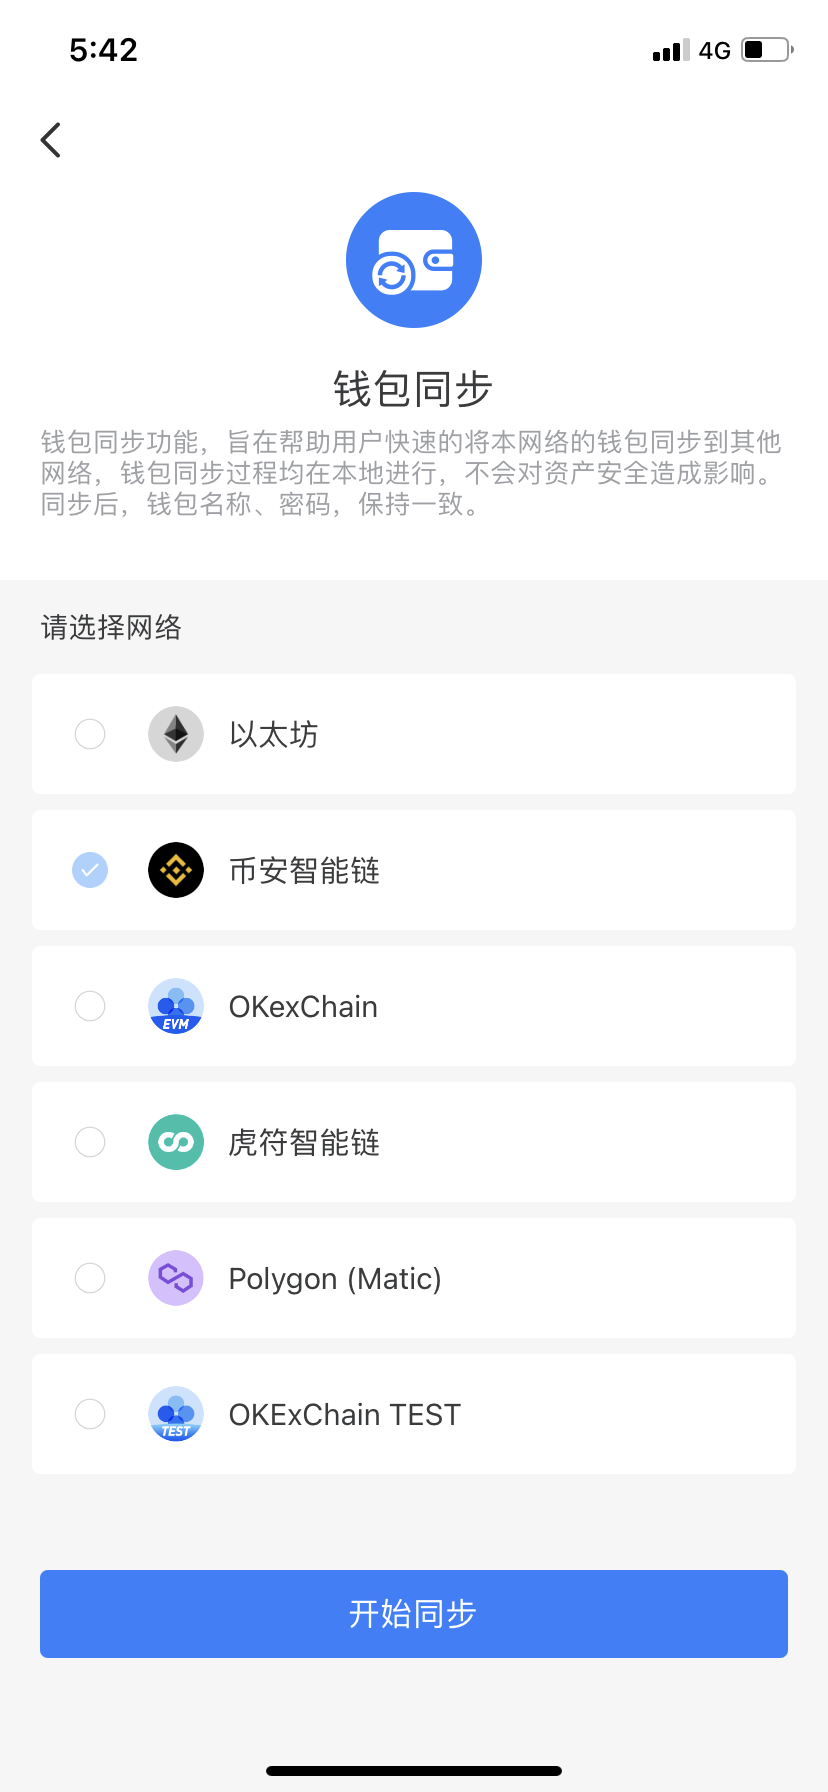 5:42
4G
钱包同步
钱包同步功能，旨在帮助用户快速的将本网络的钱包同步到其他
网络，钱包同步过程均在本地进行，不会对资产安全造成影响。
同步后，钱包名称、密码，保持一致。
请选择网络
以太坊
币安智能链
EVM
OKexChain
虎符智能链
Polygon (Matic)
TEST
OKExChain TEST
开始同步